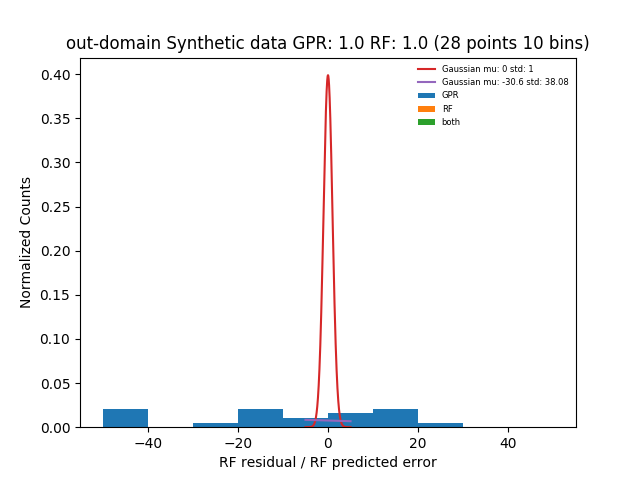 out-domain Synthetic data GPR: 1.0 RF: 1.0 (28 points 10 bins)
Gaussian mu: 0 std: 1
Gaussian mu: -30.6 std: 38.08
GPR
RF
both
Normalized Counts
0.40
0.35
0.30
0.25
0.20
0.15
0.10
0.05
0.00
−40 −20 0 20 40
RF residual / RF predicted error